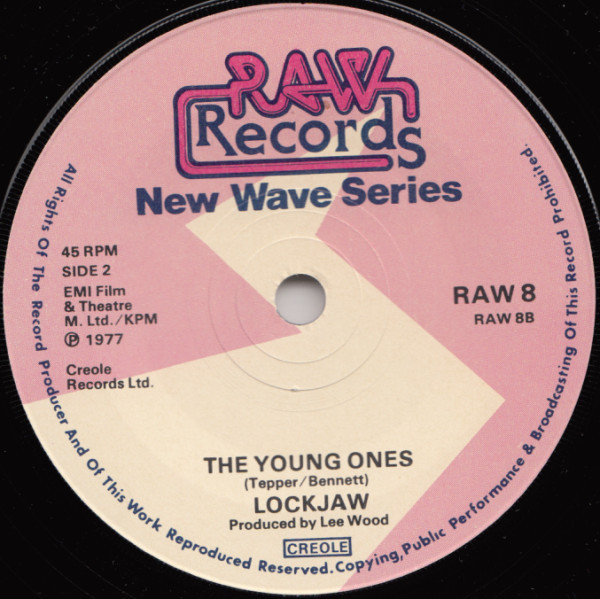 RAW
Records
New Wave Series
45 RPM
SIDE 2
EMI Film
& Theatre
M. Ltd./KPM
℗ 1977
Creole
Records Ltd.
RAW 8
RAW 8B
THE YOUNG ONES
(Tepper/Bennett)
LOCKJAW
Produced by Lee Wood
CREOLE
All Rights Of The Record Producer And Of This Work Reproduced Reserved. Copying, Public Performance & Broadcasting Of This Record Prohibited.